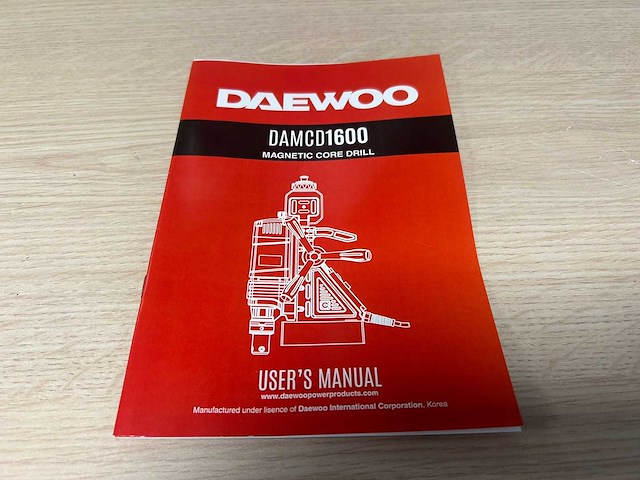 DAEWOO
DAMCD1600
MAGNETIC CORE DRILL
USER'S MANUAL
www.daewoopowerproducts.com
Manufactured under lisence of Daewoo International Corporation, Korea